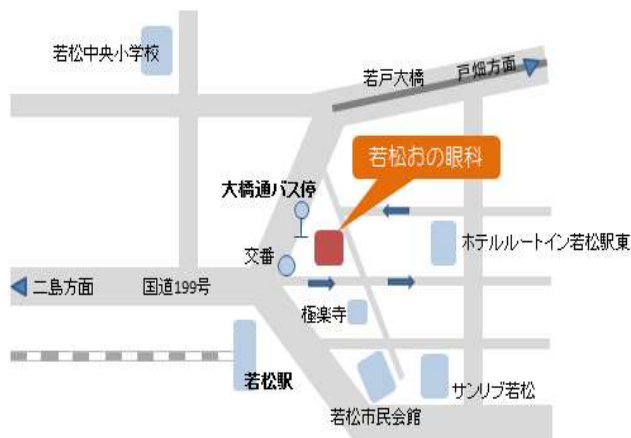 若松中央小学校
若戸大橋
戸畑方面
若松おの眼科
大橋通バス停
交番
ホテルルートイン若松駅東
二島方面
国道199号
極楽寺
若松駅
サンリブ若松
若松市民会館